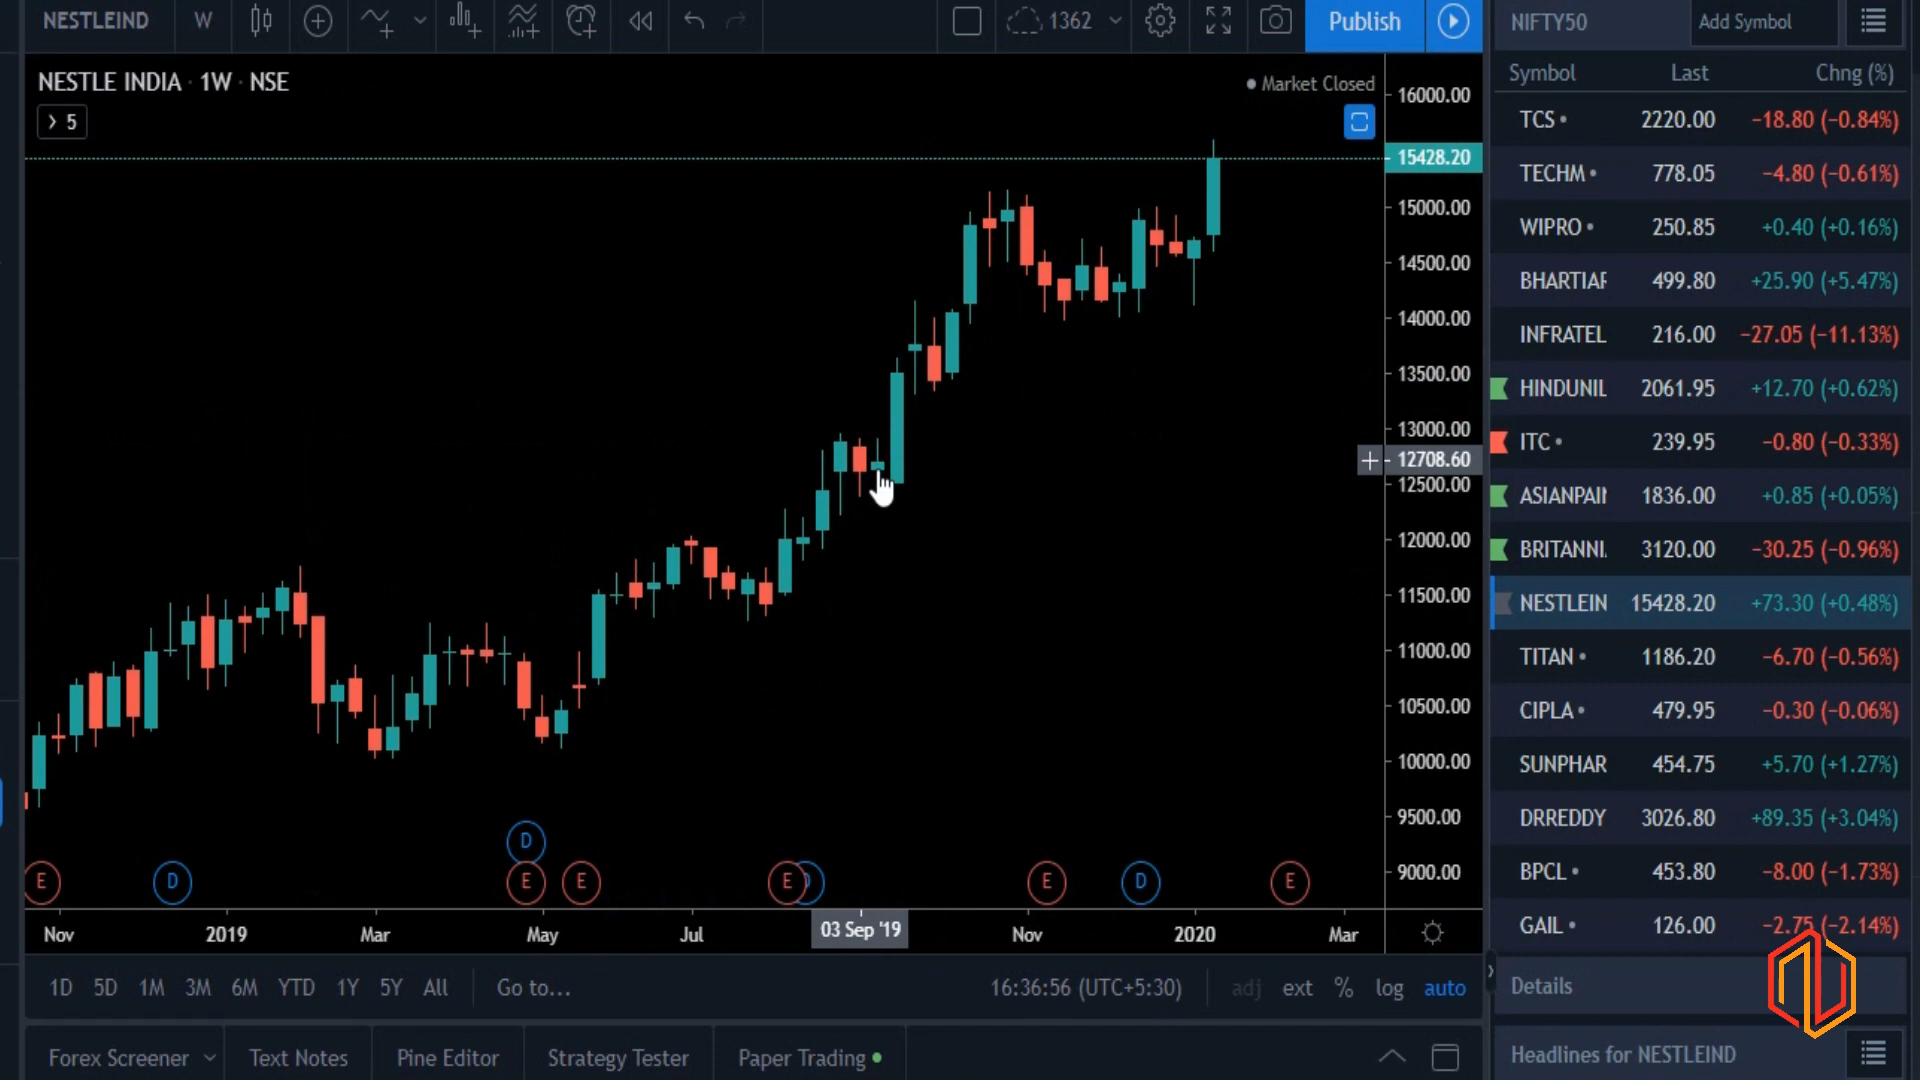 NESTLEIND W 1362 Publish
NESTLE INDIA · 1W · NSE
5
Market Closed
16000.00
15428.20
15000.00
14500.00
14000.00
13500.00
13000.00
12708.60
12500.00
12000.00
11500.00
11000.00
10500.00
10000.00
9500.00
9000.00
D
E D E E E D E D E
Nov 2019 Mar May Jul 03 Sep '19 Nov 2020 Mar
1D 5D 1M 3M 6M YTD 1Y 5Y All Go to... 16:36:56 (UTC+5:30) adj ext % log auto
Forex Screener Text Notes Pine Editor Strategy Tester Paper Trading
NIFTY50 Add Symbol
Symbol Last Chng (%)
TCS 2220.00 −18.80 (−0.84%)
TECHM 778.05 −4.80 (−0.61%)
WIPRO 250.85 +0.40 (+0.16%)
BHARTIAR 499.80 +25.90 (+5.47%)
INFRATEL 216.00 −27.05 (−11.13%)
HINDUNIL 2061.95 +12.70 (+0.62%)
ITC 239.95 −0.80 (−0.33%)
ASIANPAIN 1836.00 +0.85 (+0.05%)
BRITANNI 3120.00 −30.25 (−0.96%)
NESTLEIN 15428.20 +73.30 (+0.48%)
TITAN 1186.20 −6.70 (−0.56%)
CIPLA 479.95 −0.30 (−0.06%)
SUNPHAR 454.75 +5.70 (+1.27%)
DRREDDY 3026.80 +89.35 (+3.04%)
BPCL 453.80 −8.00 (−1.73%)
GAIL 126.00 −2.75 (−2.14%)
Details
Headlines for NESTLEIND